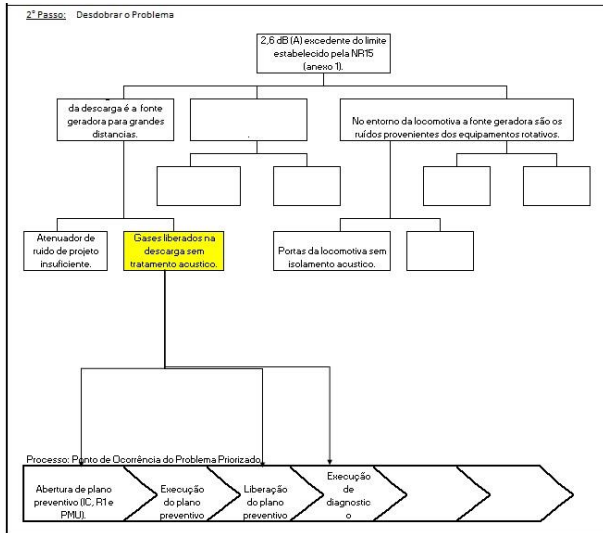 2° Passo: Desdobrar o Problema
2,6 dB (A) excedente do limite
estabelecido pela NR15
(anexo 1).
da descarga é a fonte
geradora para grandes
distancias.
.
No entorno da locomotiva a fonte geradora são os
ruídos provenientes dos equipamentos rotativos.
Atenuador de
ruido de projeto
insuficiente.
Gases liberados na
descarga sem
tratamento acustico.
Portas da locomotiva sem
isolamento acustico.
Processo: Ponto de Ocorrência do Problema Priorizado
Abertura de plano
preventivo (IC, R1 e
PMU).
Execução
do plano
preventivo
Liberação
do plano
preventivo
Execução
de
diagnostic
o